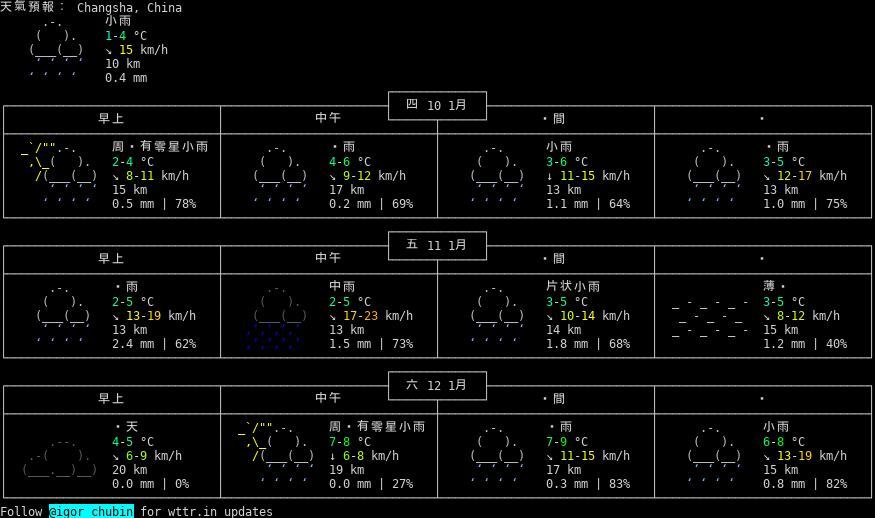 天氣預報： Changsha, China
小雨
1-4 °C
↘ 15 km/h
10 km
0.4 mm
四 10 1月
早上 中午 ・間 ・
周・有零星小雨 ・雨 小雨 ・雨
2-4 °C 4-6 °C 3-6 °C 3-5 °C
↘ 8-11 km/h ↘ 9-12 km/h ↓ 11-15 km/h ↘ 12-17 km/h
15 km 17 km 13 km 13 km
0.5 mm | 78% 0.2 mm | 69% 1.1 mm | 64% 1.0 mm | 75%
五 11 1月
早上 中午 ・間 ・
・雨 中雨 片状小雨 薄・
2-5 °C 2-5 °C 3-5 °C 3-5 °C
↘ 13-19 km/h ↘ 17-23 km/h ↘ 10-14 km/h ↘ 8-12 km/h
13 km 13 km 14 km 15 km
2.4 mm | 62% 1.5 mm | 73% 1.8 mm | 68% 1.2 mm | 40%
六 12 1月
早上 中午 ・間 ・
・天 周・有零星小雨 ・雨 小雨
4-5 °C 7-8 °C 7-9 °C 6-8 °C
↘ 6-9 km/h ↓ 6-8 km/h ↘ 11-15 km/h ↘ 13-19 km/h
20 km 19 km 17 km 15 km
0.0 mm | 0% 0.0 mm | 27% 0.3 mm | 83% 0.8 mm | 82%
Follow @igor_chubin for wttr.in updates